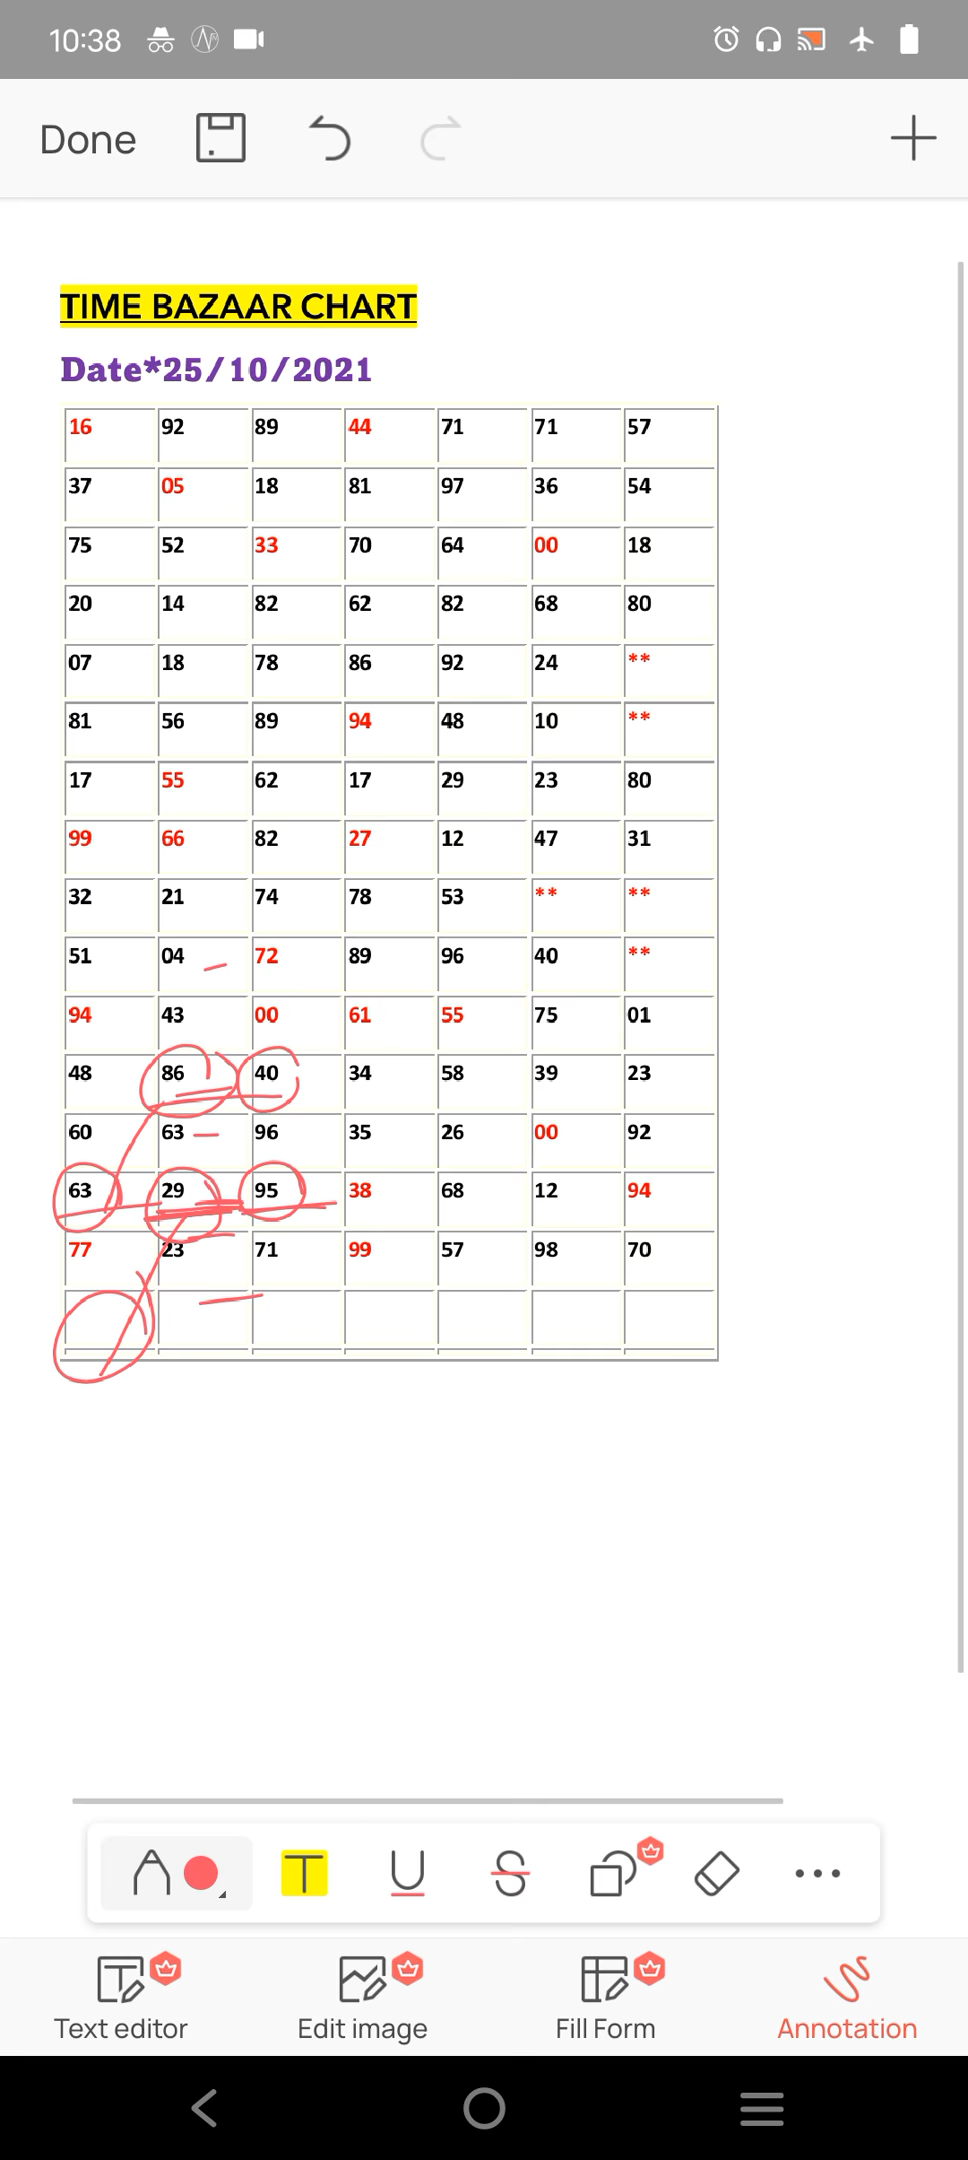 10:38
Done
TIME BAZAAR CHART
Date*25/10/2021
16 92 89 44 71 71 57
37 05 18 81 97 36 54
75 52 33 70 64 00 18
20 14 82 62 82 68 80
07 18 78 86 92 24 **
81 56 89 94 48 10 **
17 55 62 17 29 23 80
99 66 82 27 12 47 31
32 21 74 78 53 ** **
51 04 72 89 96 40 **
94 43 00 61 55 75 01
48 86 40 34 58 39 23
60 63 96 35 26 00 92
63 29 95 38 68 12 94
77 23 71 99 57 98 70
T U S
Text editor Edit image Fill Form Annotation